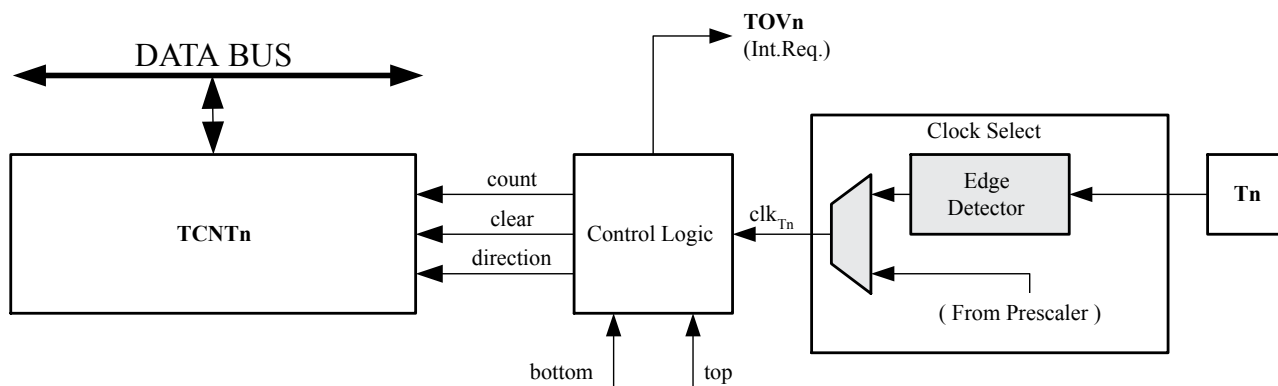 TOVn
(Int.Req.)
DATA BUS
Clock Select
count
clear
direction
TCNTn
Control Logic
clkTn
Edge
Detector
Tn
( From Prescaler )
bottom
top